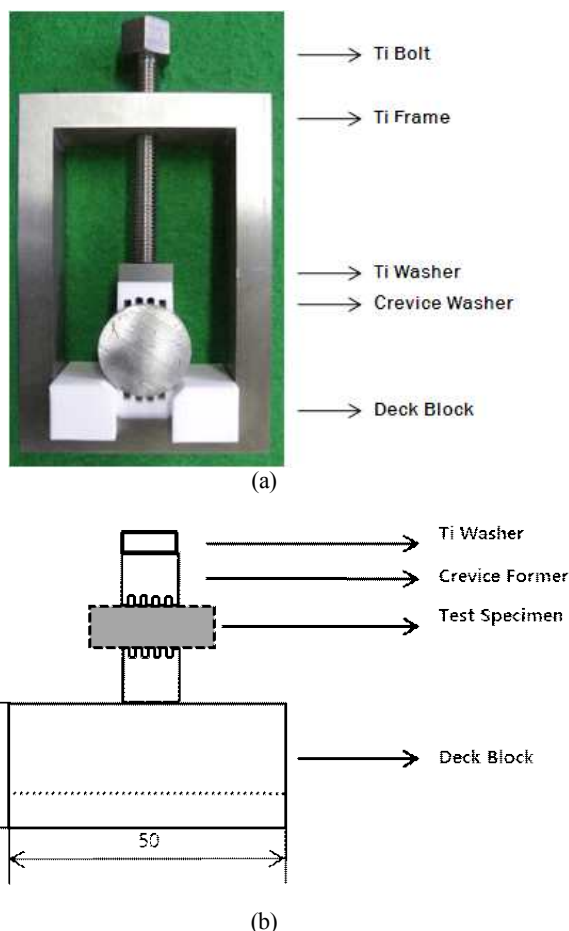 Ti Bolt
Ti Frame
Ti Washer
Crevice Washer
Deck Block
(a)
Ti Washer
Crevice Former
Test Specimen
Deck Block
50
(b)